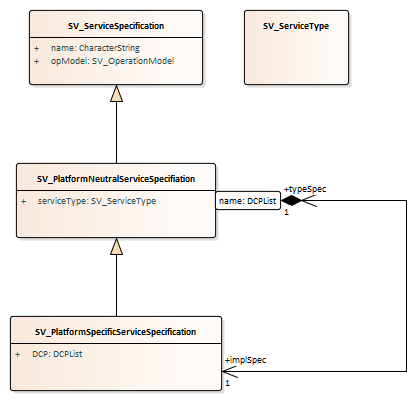 SV_ServiceSpecification
+ name: CharacterString
+ opModel: SV_OperationModel
SV_ServiceType
SV_PlatformNeutralServiceSpecifiation
+ serviceType: SV_ServiceType
name: DCPList
+typeSpec
1
SV_PlatformSpecificServiceSpecification
+ DCP: DCPList
+implSpec
1